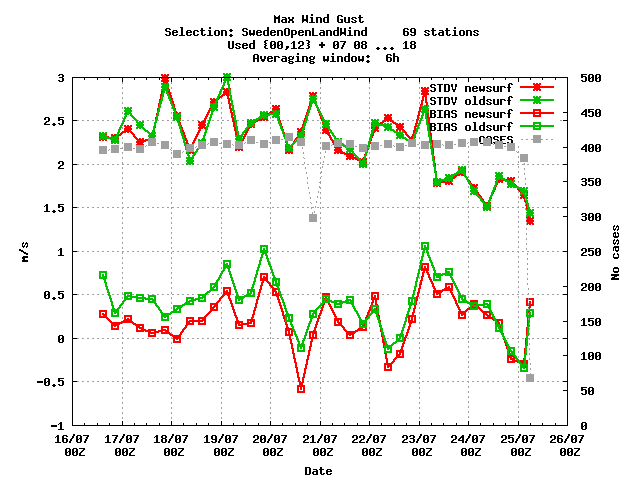 Max Wind Gust
Selection: SwedenOpenLandWind     69 stations
Used {00,12} + 07 08 ... 18
Averaging window:  6h
STDV newsurf
STDV oldsurf
BIAS newsurf
BIAS oldsurf
CASES
3
2.5
2
1.5
1
0.5
0
-0.5
-1
m/s
500
450
400
350
300
250
200
150
100
50
0
No cases
16/07 17/07 18/07 19/07 20/07 21/07 22/07 23/07 24/07 25/07 26/07
00Z 00Z 00Z 00Z 00Z 00Z 00Z 00Z 00Z 00Z 00Z
Date